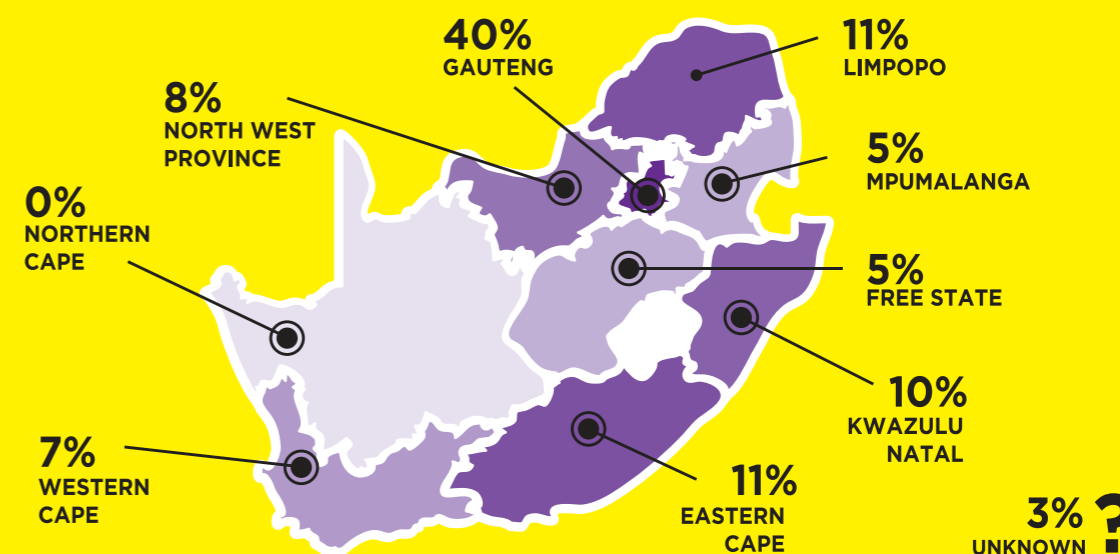 40%
GAUTENG
11%
LIMPOPO
8%
NORTH WEST
PROVINCE
5%
MPUMALANGA
0%
NORTHERN
CAPE
5%
FREE STATE
10%
KWAZULU
NATAL
7%
WESTERN
CAPE
11%
EASTERN
CAPE
3%
UNKNOWN
?